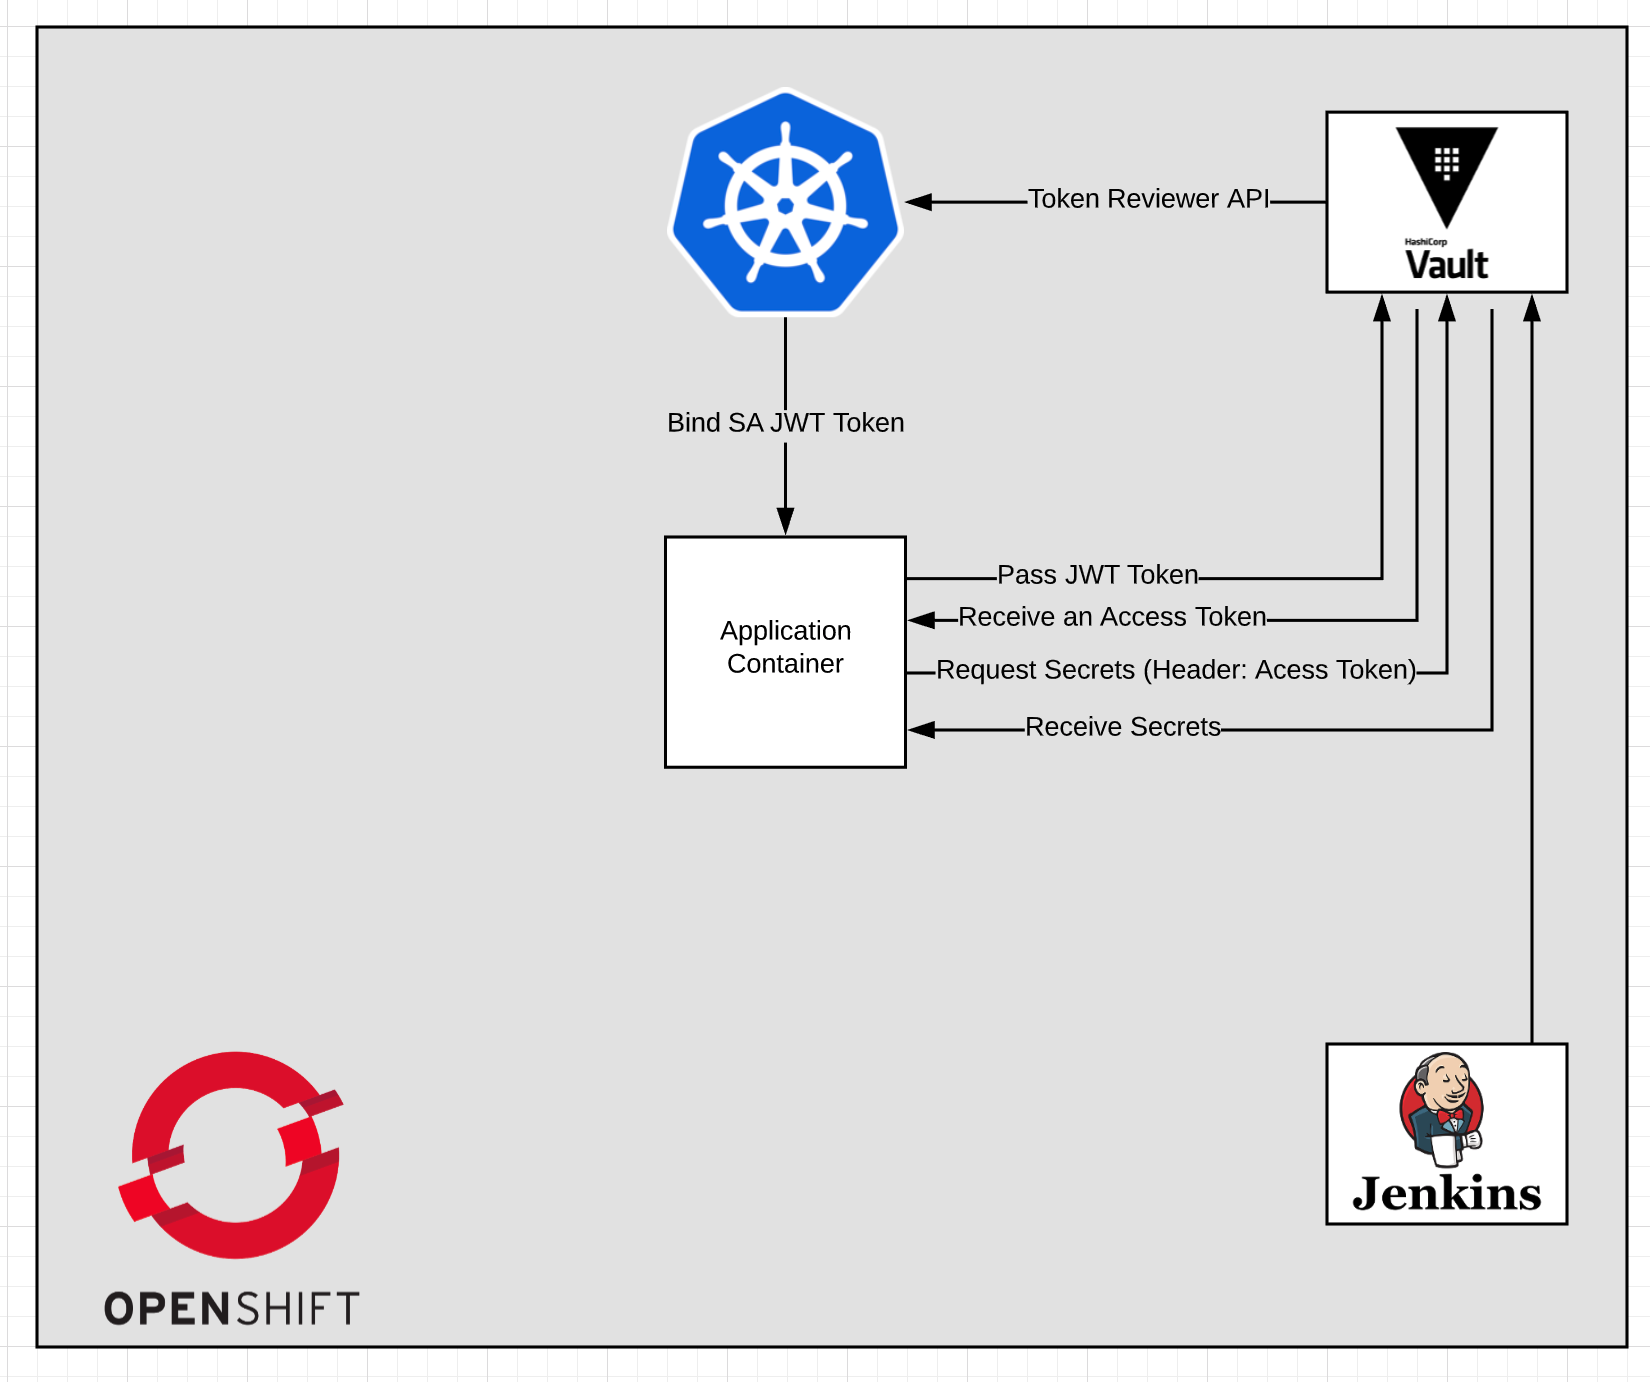 Token Reviewer API
HashiCorp
Vault
Bind SA JWT Token
Application
Container
Pass JWT Token
Receive an Access Token
Request Secrets (Header: Acess Token)
Receive Secrets
Jenkins
OPENSHIFT